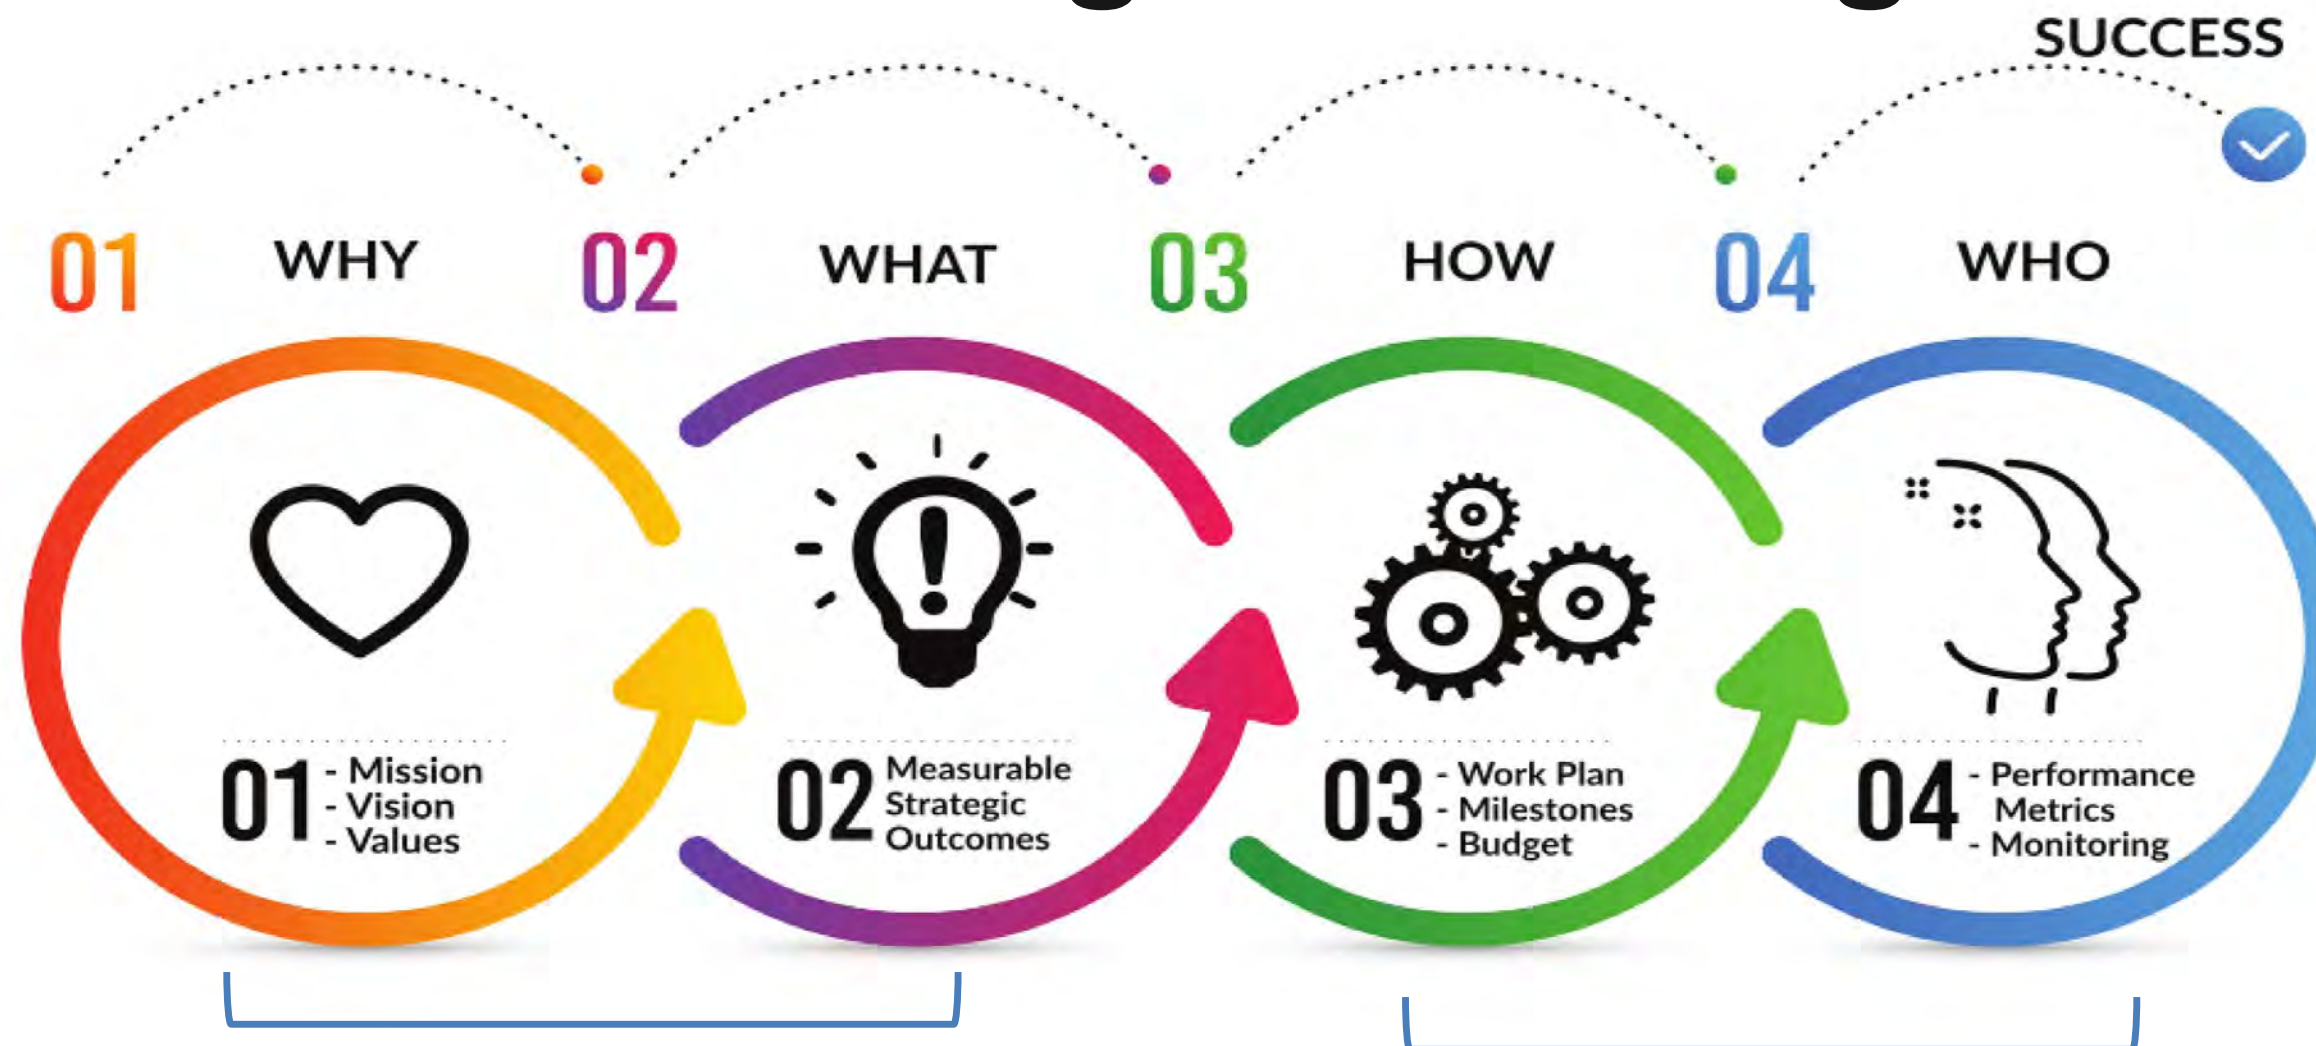 SUCCESS
01 WHY 02 WHAT 03 HOW 04 WHO
01 - Mission
- Vision
- Values
02 Measurable
Strategic
Outcomes
03 - Work Plan
- Milestones
- Budget
04 - Performance
Metrics
- Monitoring